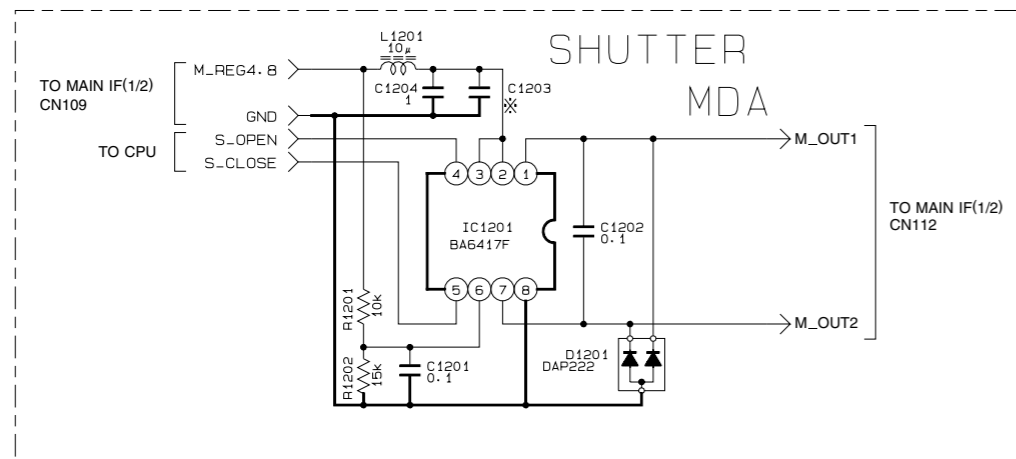 SHUTTER
MDA
L1201
10μ
M_REG4.8
TO MAIN IF(1/2)
CN109
C1204
1
C1203
※
GND
S_OPEN
TO CPU
S_CLOSE
M_OUT1
4 3 2 1
IC1201
BA6417F
C1202
0.1
TO MAIN IF(1/2)
CN112
5 6 7 8
R1201
10k
M_OUT2
R1202
15k
C1201
0.1
D1201
DAP222